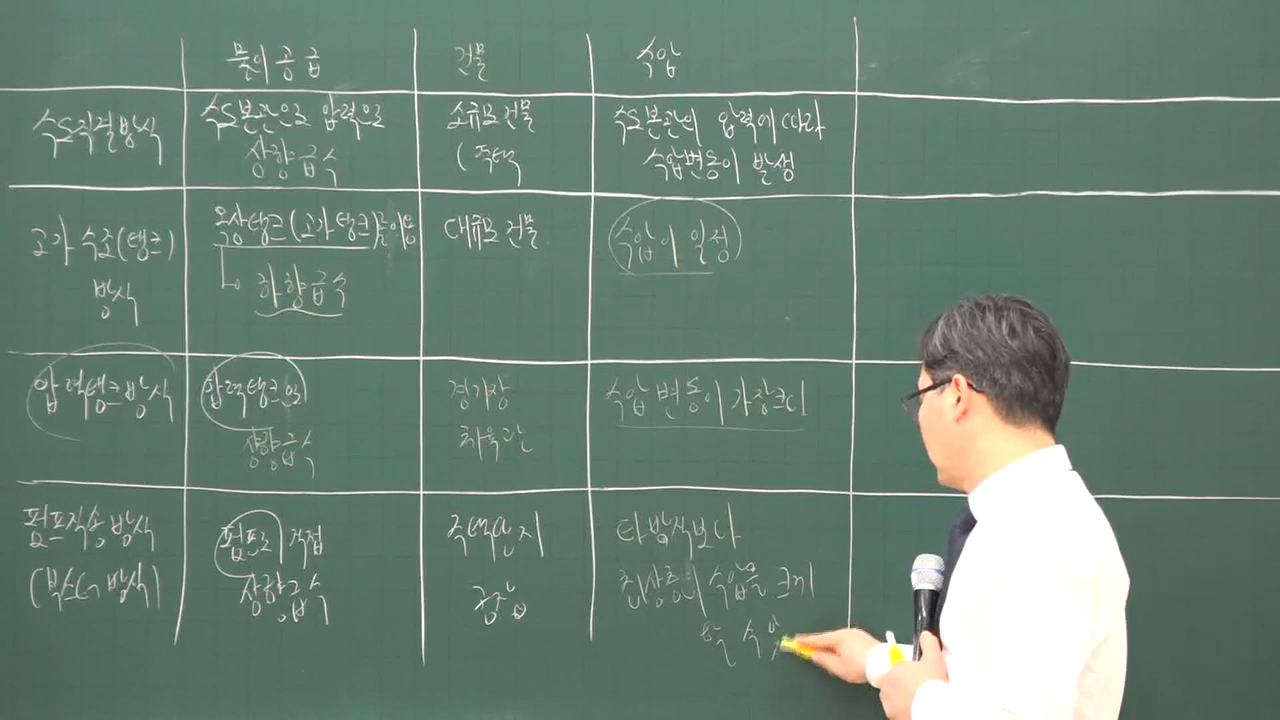 물이 공급
건물
수압
수도직결방식
수도본관으로 압력으로
상향급수
소규모건물
(주택
수도본관의 압력에 따라
수압변동이 발생
고가 수조(탱크)
방식
옥상탱크(고가탱크)
하향급수
대규모 건물
수압이 일정
압력탱크방식
압력탱크의
상향급수
경기장
체육관
수압 변동이 가장크다
펌프직송 방식
(부스터 방식)
펌프로 직접
상향급수
주택단지
공장
타방식보다
최상층의 수압을 크게
할 수